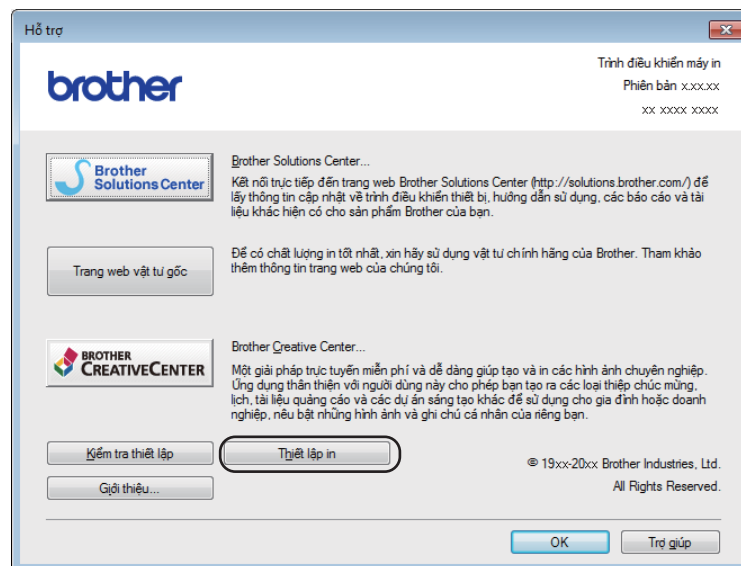 Hỗ trợ
brother
Trình điều khiển máy in
Phiên bản x.xx.xx
xx xxxx xxxx
Brother
Solutions Center
Brother Solutions Center...
Kết nối trực tiếp đến trang web Brother Solutions Center (http://solutions.brother.com/) để
lấy thông tin cập nhật về trình điều khiển thiết bị, hướng dẫn sử dụng, các báo cáo và tài
liệu khác hiện có cho sản phẩm Brother của bạn.
Trang web vật tư gốc
Để có chất lượng in tốt nhất, xin hãy sử dụng vật tư chính hãng của Brother. Tham khảo
thêm thông tin trang web của chúng tôi.
BROTHER
CREATIVECENTER
Brother Creative Center...
Một giải pháp trực tuyến miễn phí và dễ dàng giúp tạo và in các hình ảnh chuyên nghiệp.
Ứng dụng thân thiện với người dùng này cho phép bạn tạo ra các loại thiệp chúc mừng,
lịch, tài liệu quảng cáo và các dự án sáng tạo khác để sử dụng cho gia đình hoặc doanh
nghiệp, nêu bật những hình ảnh và ghi chú cá nhân của riêng bạn.
Kiểm tra thiết lập
Thiết lập in
Giới thiệu...
© 19xx-20xx Brother Industries, Ltd.
All Rights Reserved.
OK
Trợ giúp